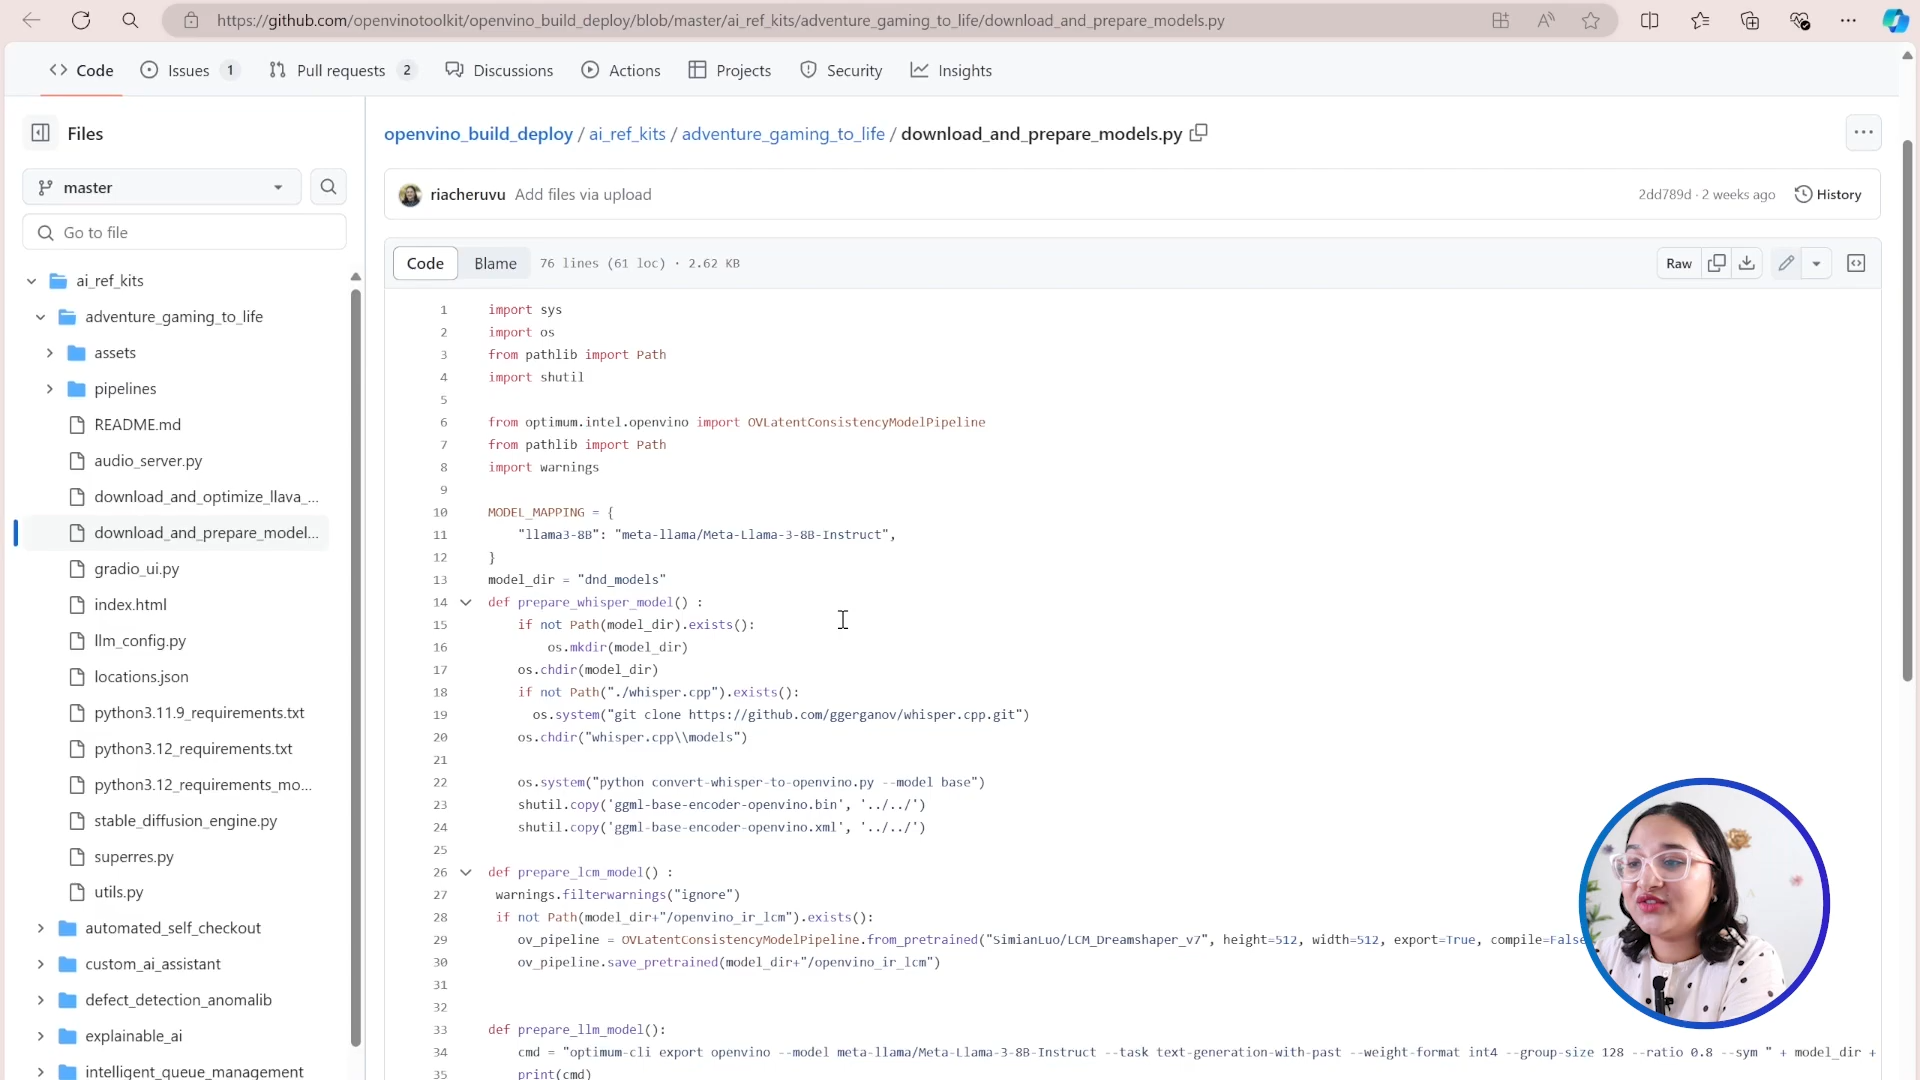 https://github.com/openvinotoolkit/openvino_build_deploy/blob/master/ai_ref_kits/adventure_gaming_to_life/download_and_prepare_models.py
Code Issues 1 Pull requests 2 Discussions Actions Projects Security Insights
Files
master
Go to file
ai_ref_kits
adventure_gaming_to_life
assets
pipelines
README.md
audio_server.py
download_and_optimize_llava_...
download_and_prepare_model...
gradio_ui.py
index.html
llm_config.py
locations.json
python3.11.9_requirements.txt
python3.12_requirements.txt
python3.12_requirements_mo...
stable_diffusion_engine.py
superres.py
utils.py
automated_self_checkout
custom_ai_assistant
defect_detection_anomalib
explainable_ai
intelligent_queue_management
openvino_build_deploy / ai_ref_kits / adventure_gaming_to_life / download_and_prepare_models.py
riacheruvu Add files via upload 2dd789d · 2 weeks ago History
Code Blame 76 lines (61 loc) · 2.62 KB Raw
1 import sys
2 import os
3 from pathlib import Path
4 import shutil
5
6 from optimum.intel.openvino import OVLatentConsistencyModelPipeline
7 from pathlib import Path
8 import warnings
9
10 MODEL_MAPPING = {
11 "llama3-8B": "meta-llama/Meta-Llama-3-8B-Instruct",
12 }
13 model_dir = "dnd_models"
14 def prepare_whisper_model() :
15 if not Path(model_dir).exists():
16 os.mkdir(model_dir)
17 os.chdir(model_dir)
18 if not Path("./whisper.cpp").exists():
19 os.system("git clone https://github.com/ggerganov/whisper.cpp.git")
20 os.chdir("whisper.cpp\\models")
21
22 os.system("python convert-whisper-to-openvino.py --model base")
23 shutil.copy('ggml-base-encoder-openvino.bin', '../../')
24 shutil.copy('ggml-base-encoder-openvino.xml', '../../')
25
26 def prepare_lcm_model() :
27 warnings.filterwarnings("ignore")
28 if not Path(model_dir+"/openvino_ir_lcm").exists():
29 ov_pipeline = OVLatentConsistencyModelPipeline.from_pretrained("SimianLuo/LCM_Dreamshaper_v7", height=512, width=512, export=True, compile=False
30 ov_pipeline.save_pretrained(model_dir+"/openvino_ir_lcm")
31
32
33 def prepare_llm_model():
34 cmd = "optimum-cli export openvino --model meta-llama/Meta-Llama-3-8B-Instruct --task text-generation-with-past --weight-format int4 --group-size 128 --ratio 0.8 --sym " + model_dir +
35 print(cmd)